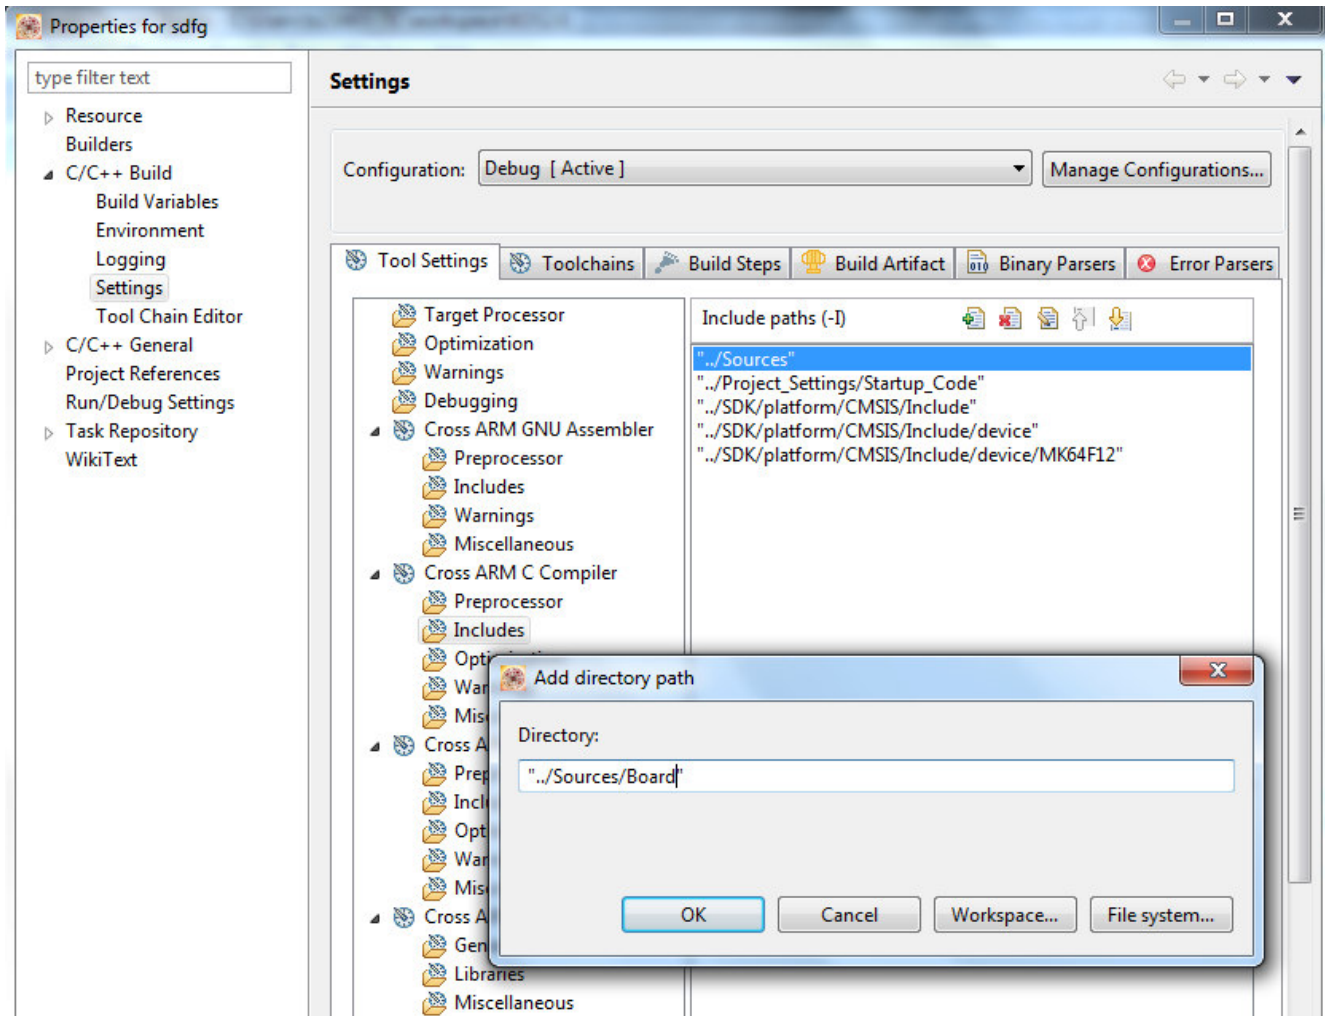 Properties for sdfg
type filter text
Resource
Builders
C/C++ Build
Build Variables
Environment
Logging
Settings
Tool Chain Editor
C/C++ General
Project References
Run/Debug Settings
Task Repository
WikiText
Settings
Configuration:
Debug [ Active ]
Manage Configurations...
Tool Settings
Toolchains
Build Steps
Build Artifact
Binary Parsers
Error Parsers
Target Processor
Optimization
Warnings
Debugging
Cross ARM GNU Assembler
Preprocessor
Includes
Warnings
Miscellaneous
Cross ARM C Compiler
Preprocessor
Includes
Cross A
Cross A
Libraries
Miscellaneous
Include paths (-I)
"../Sources"
"../Project_Settings/Startup_Code"
"../SDK/platform/CMSIS/Include"
"../SDK/platform/CMSIS/Include/device"
"../SDK/platform/CMSIS/Include/device/MK64F12"
Add directory path
Directory:
"../Sources/Board"
OK
Cancel
Workspace...
File system...